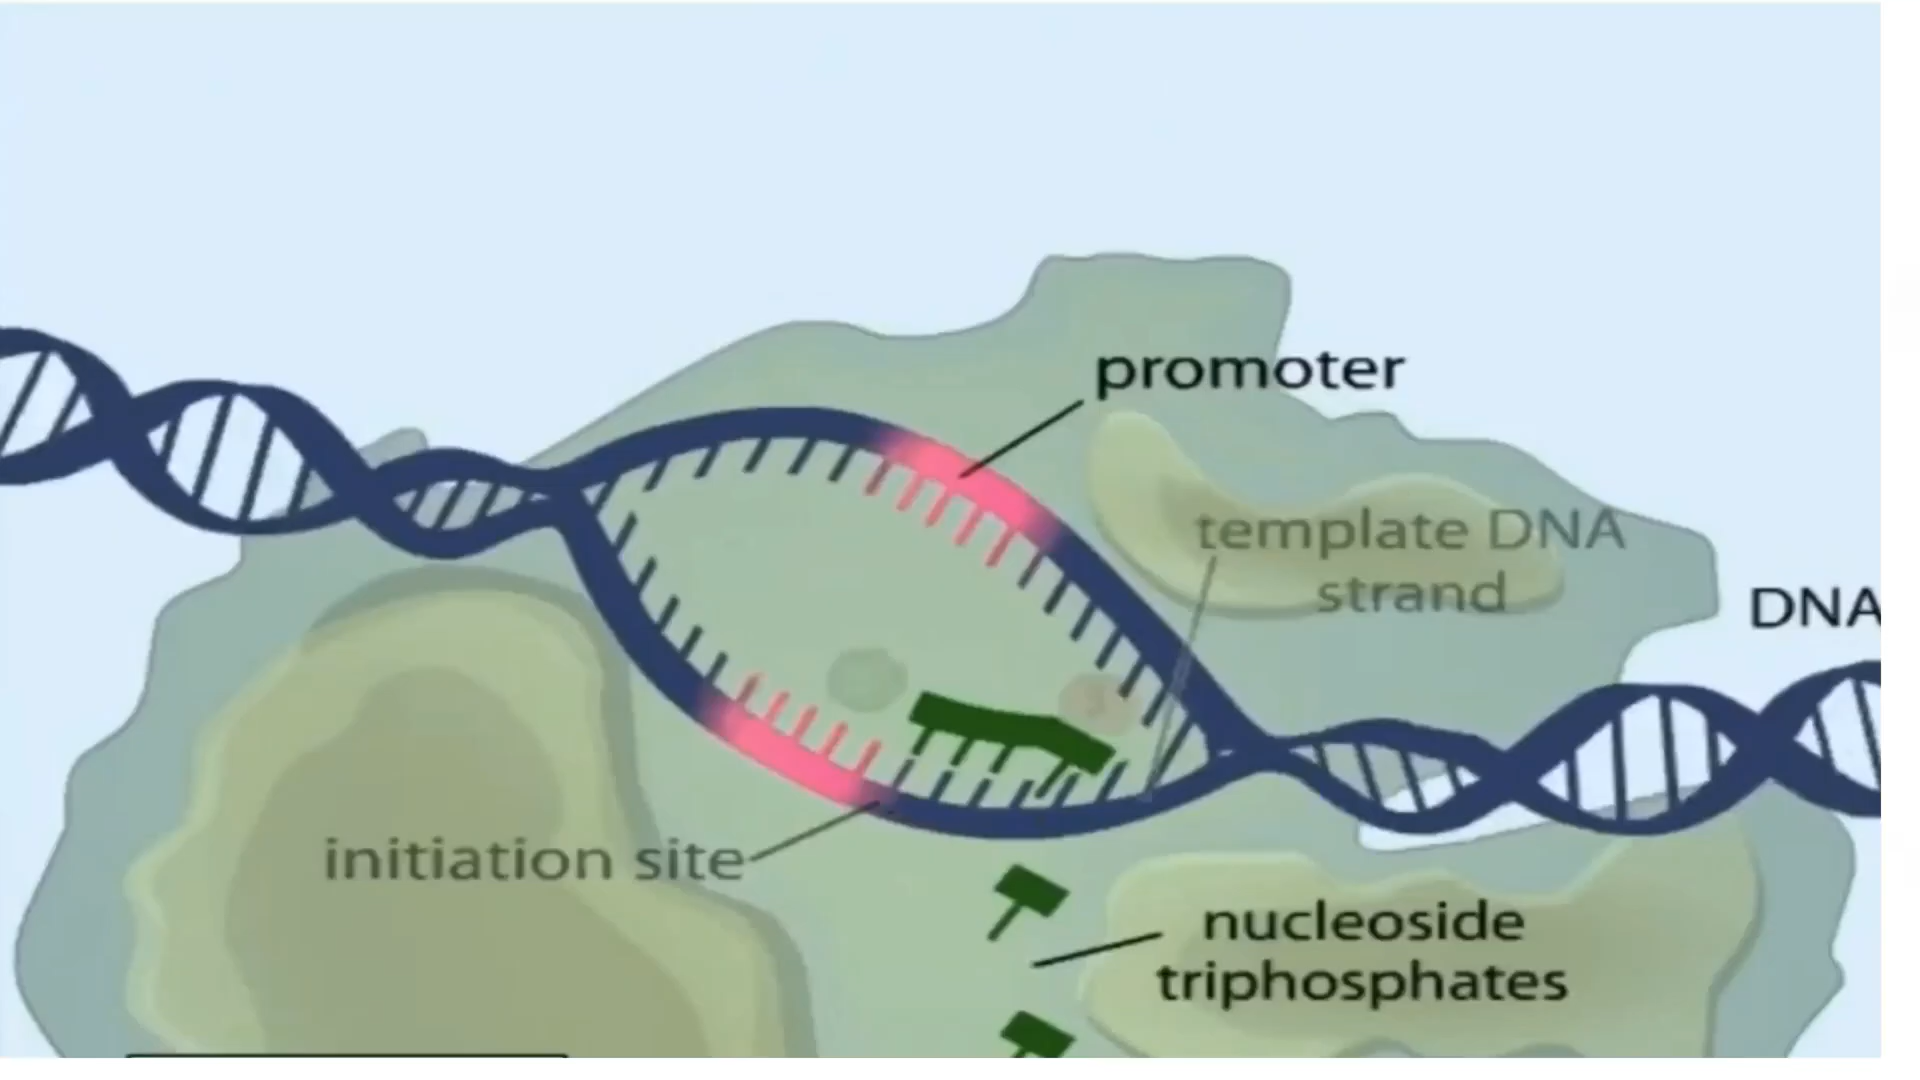 promoter
template DNA
strand
DNA
initiation site
nucleoside
triphosphates